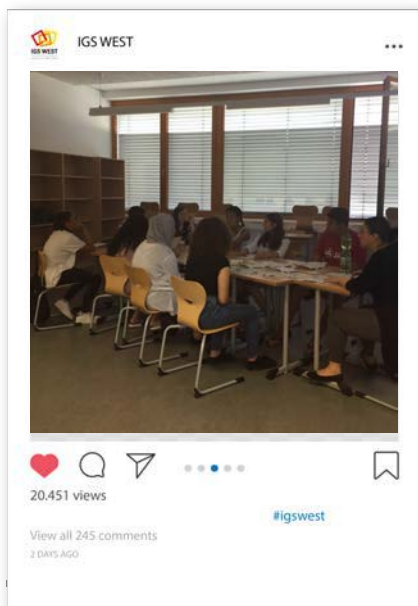 IGS WEST
IGS WEST
20.451 views
#igswest
View all 245 comments
2 DAYS AGO